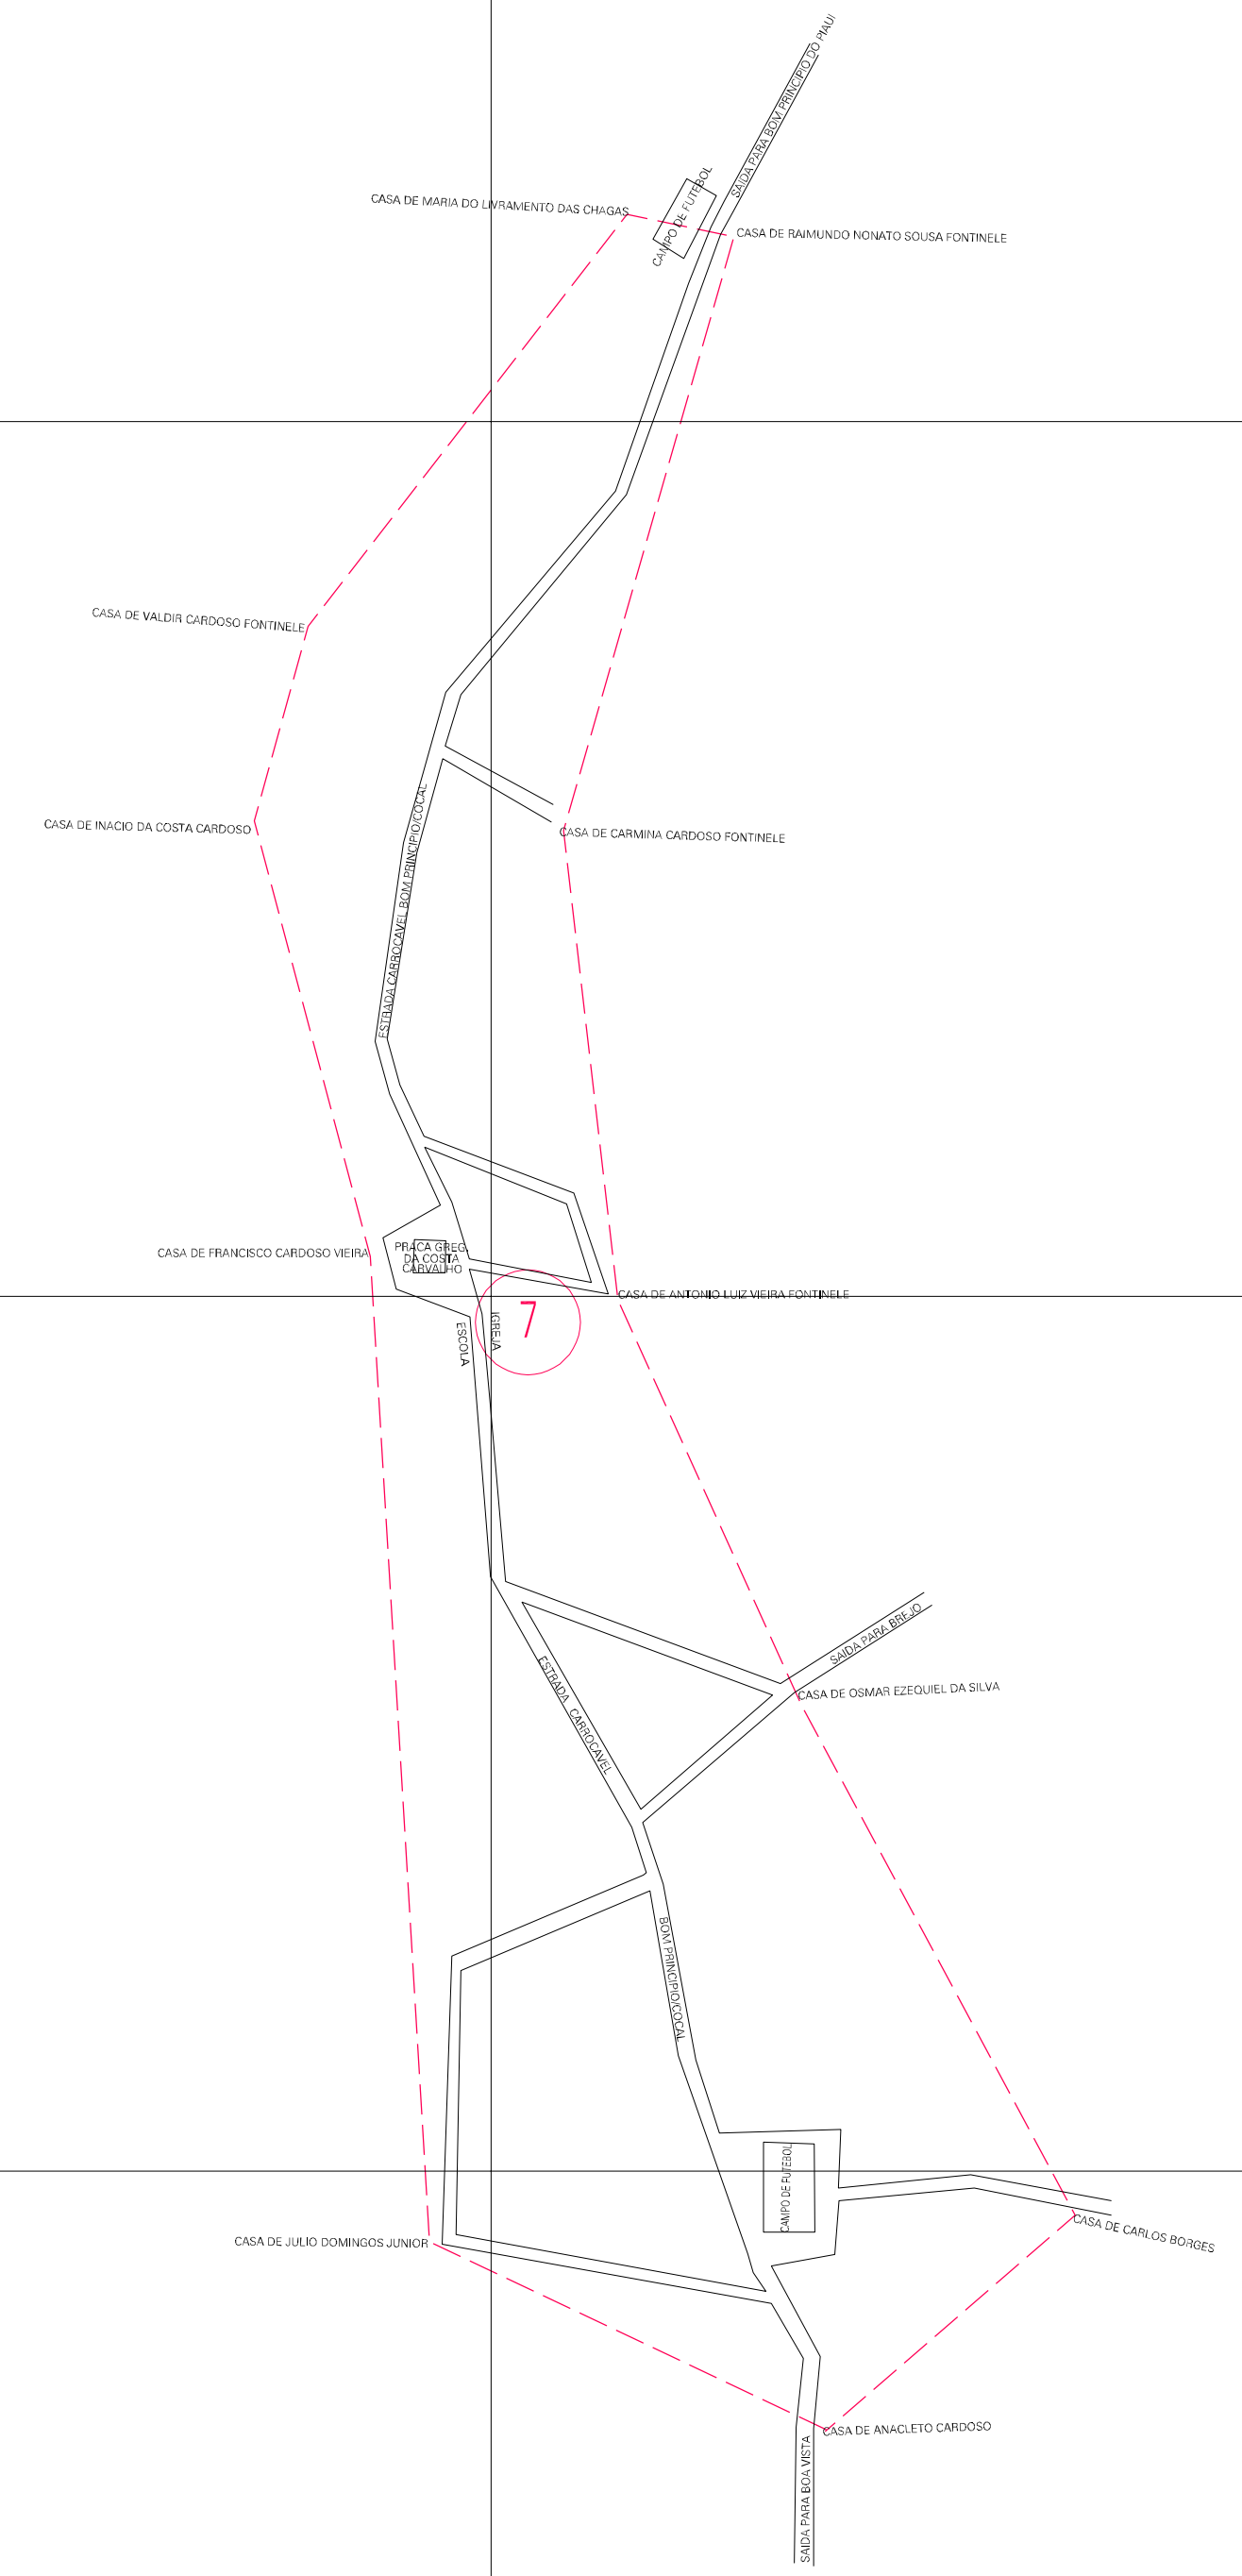 SAIDA PARA BOM PRINCIPIO DO PIAUI
CAMPO DE FUTEBOL
CASA DE MARIA DO LIVRAMENTO DAS CHAGAS
CASA DE RAIMUNDO NONATO SOUSA FONTINELE
CASA DE VALDIR CARDOSO FONTINELE
CASA DE INACIO DA COSTA CARDOSO
CASA DE CARMINA CARDOSO FONTINELE
ESTRADA CARROCAVEL BOM PRINCIPIO/COCAL
CASA DE FRANCISCO CARDOSO VIEIRA
PRACA GREG.
DA COSTA
CARVALHO
CASA DE ANTONIO LUIZ VIEIRA FONTINELE
7
IGREJA
ESCOLA
SAIDA PARA BREJO
ESTRADA CARROCAVEL
CASA DE OSMAR EZEQUIEL DA SILVA
BOM PRINCIPIO/COCAL
CAMPO DE FUTEBOL
CASA DE CARLOS BORGES
CASA DE JULIO DOMINGOS JUNIOR
CASA DE ANACLETO CARDOSO
SAIDA PARA BOA VISTA